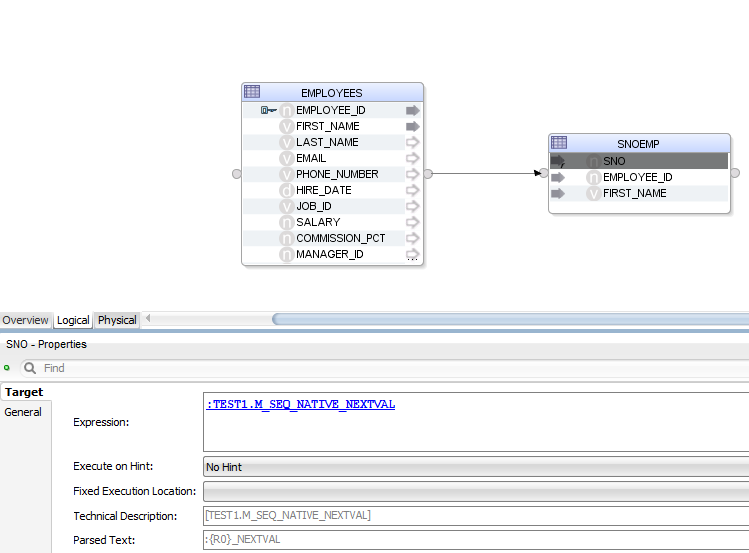 EMPLOYEES
EMPLOYEE_ID
FIRST_NAME
LAST_NAME
EMAIL
PHONE_NUMBER
HIRE_DATE
JOB_ID
SALARY
COMMISSION_PCT
MANAGER_ID
...
SNOEMP
SNO
EMPLOYEE_ID
FIRST_NAME
Overview Logical Physical
SNO - Properties
Find
Target
General
Expression: :TEST1.M_SEQ_NATIVE_NEXTVAL
Execute on Hint: No Hint
Fixed Execution Location:
Technical Description: [TEST1.M_SEQ_NATIVE_NEXTVAL]
Parsed Text: :{R0}_NEXTVAL